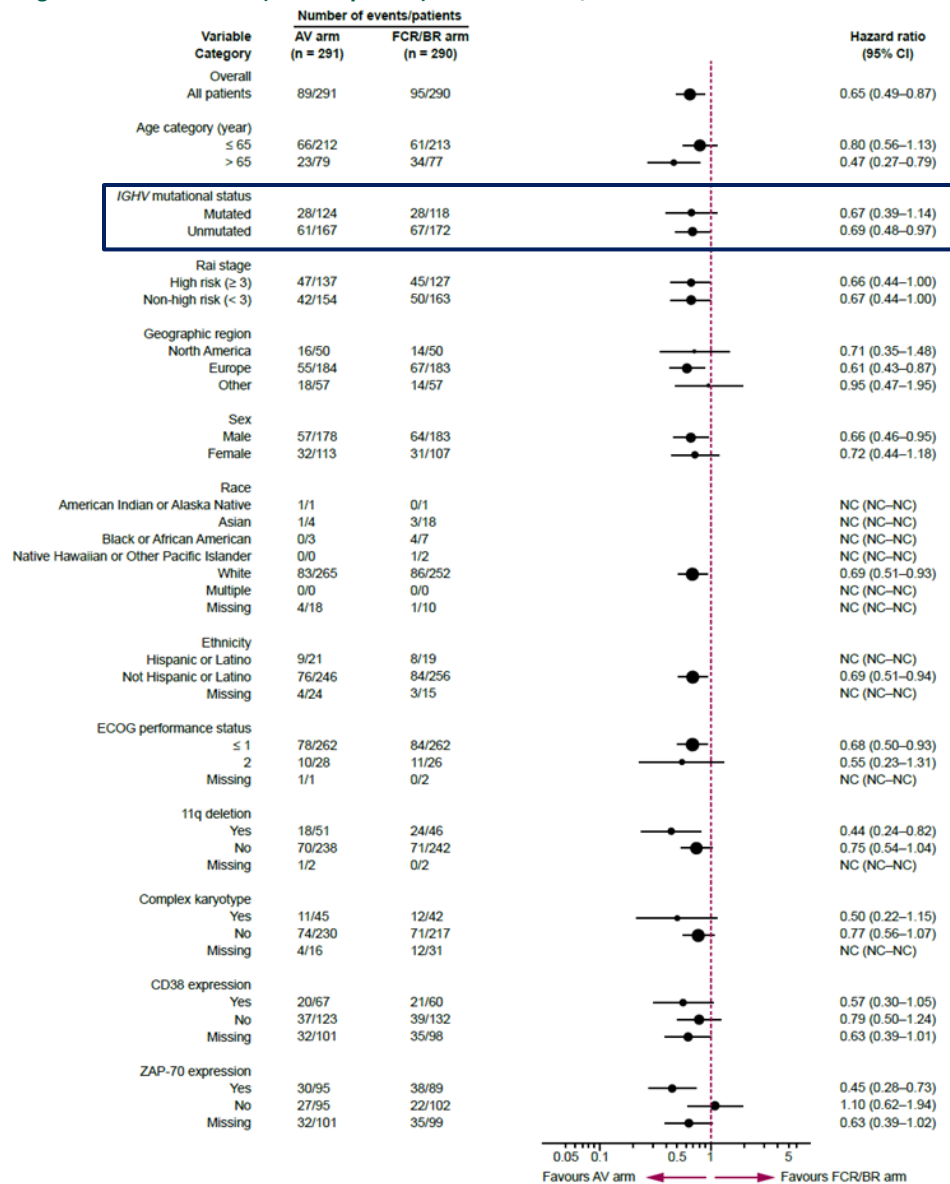 Number of events/patients
Variable Category AV arm (n = 291) FCR/BR arm (n = 290) Hazard ratio (95% CI)
Overall
All patients 89/291 95/290 0.65 (0.49–0.87)
Age category (year)
≤ 65 66/212 61/213 0.80 (0.56–1.13)
> 65 23/79 34/77 0.47 (0.27–0.79)
IGHV mutational status
Mutated 28/124 28/118 0.67 (0.39–1.14)
Unmutated 61/167 67/172 0.69 (0.48–0.97)
Rai stage
High risk (≥ 3) 47/137 45/127 0.66 (0.44–1.00)
Non-high risk (< 3) 42/154 50/163 0.67 (0.44–1.00)
Geographic region
North America 16/50 14/50 0.71 (0.35–1.48)
Europe 55/184 67/183 0.61 (0.43–0.87)
Other 18/57 14/57 0.95 (0.47–1.95)
Sex
Male 57/178 64/183 0.66 (0.46–0.95)
Female 32/113 31/107 0.72 (0.44–1.18)
Race
American Indian or Alaska Native 1/1 0/1 NC (NC–NC)
Asian 1/4 3/18 NC (NC–NC)
Black or African American 0/3 4/7 NC (NC–NC)
Native Hawaiian or Other Pacific Islander 0/0 1/2 NC (NC–NC)
White 83/265 86/252 0.69 (0.51–0.93)
Multiple 0/0 0/0 NC (NC–NC)
Missing 4/18 1/10 NC (NC–NC)
Ethnicity
Hispanic or Latino 9/21 8/19 NC (NC–NC)
Not Hispanic or Latino 76/246 84/256 0.69 (0.51–0.94)
Missing 4/24 3/15 NC (NC–NC)
ECOG performance status
≤ 1 78/262 84/262 0.68 (0.50–0.93)
2 10/28 11/26 0.55 (0.23–1.31)
Missing 1/1 0/2 NC (NC–NC)
11q deletion
Yes 18/51 24/46 0.44 (0.24–0.82)
No 70/238 71/242 0.75 (0.54–1.04)
Missing 1/2 0/2 NC (NC–NC)
Complex karyotype
Yes 11/45 12/42 0.50 (0.22–1.15)
No 74/230 71/217 0.77 (0.56–1.07)
Missing 4/16 12/31 NC (NC–NC)
CD38 expression
Yes 20/67 21/60 0.57 (0.30–1.05)
No 37/123 39/132 0.79 (0.50–1.24)
Missing 32/101 35/98 0.63 (0.39–1.01)
ZAP-70 expression
Yes 30/95 38/89 0.45 (0.28–0.73)
No 27/95 22/102 1.10 (0.62–1.94)
Missing 32/101 35/99 0.63 (0.39–1.02)
0.05 0.1 0.5 1 5
Favours AV arm Favours FCR/BR arm